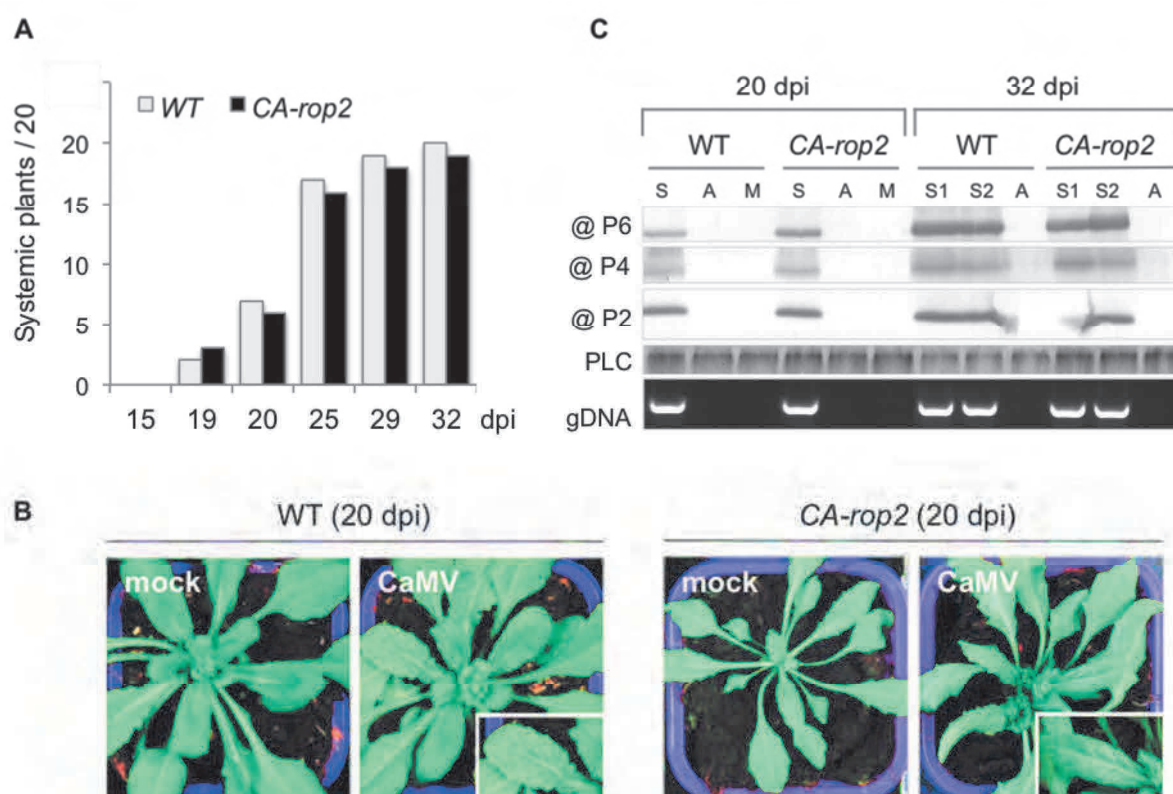 A
Systemic plants / 20
20
15
10
5
0
WT CA-rop2
15 19 20 25 29 32 dpi
C
20 dpi 32 dpi
WT CA-rop2 WT CA-rop2
S A M S A M S1 S2 A S1 S2 A
@ P6
@ P4
@ P2
PLC
gDNA
B
WT (20 dpi) CA-rop2 (20 dpi)
mock CaMV mock CaMV